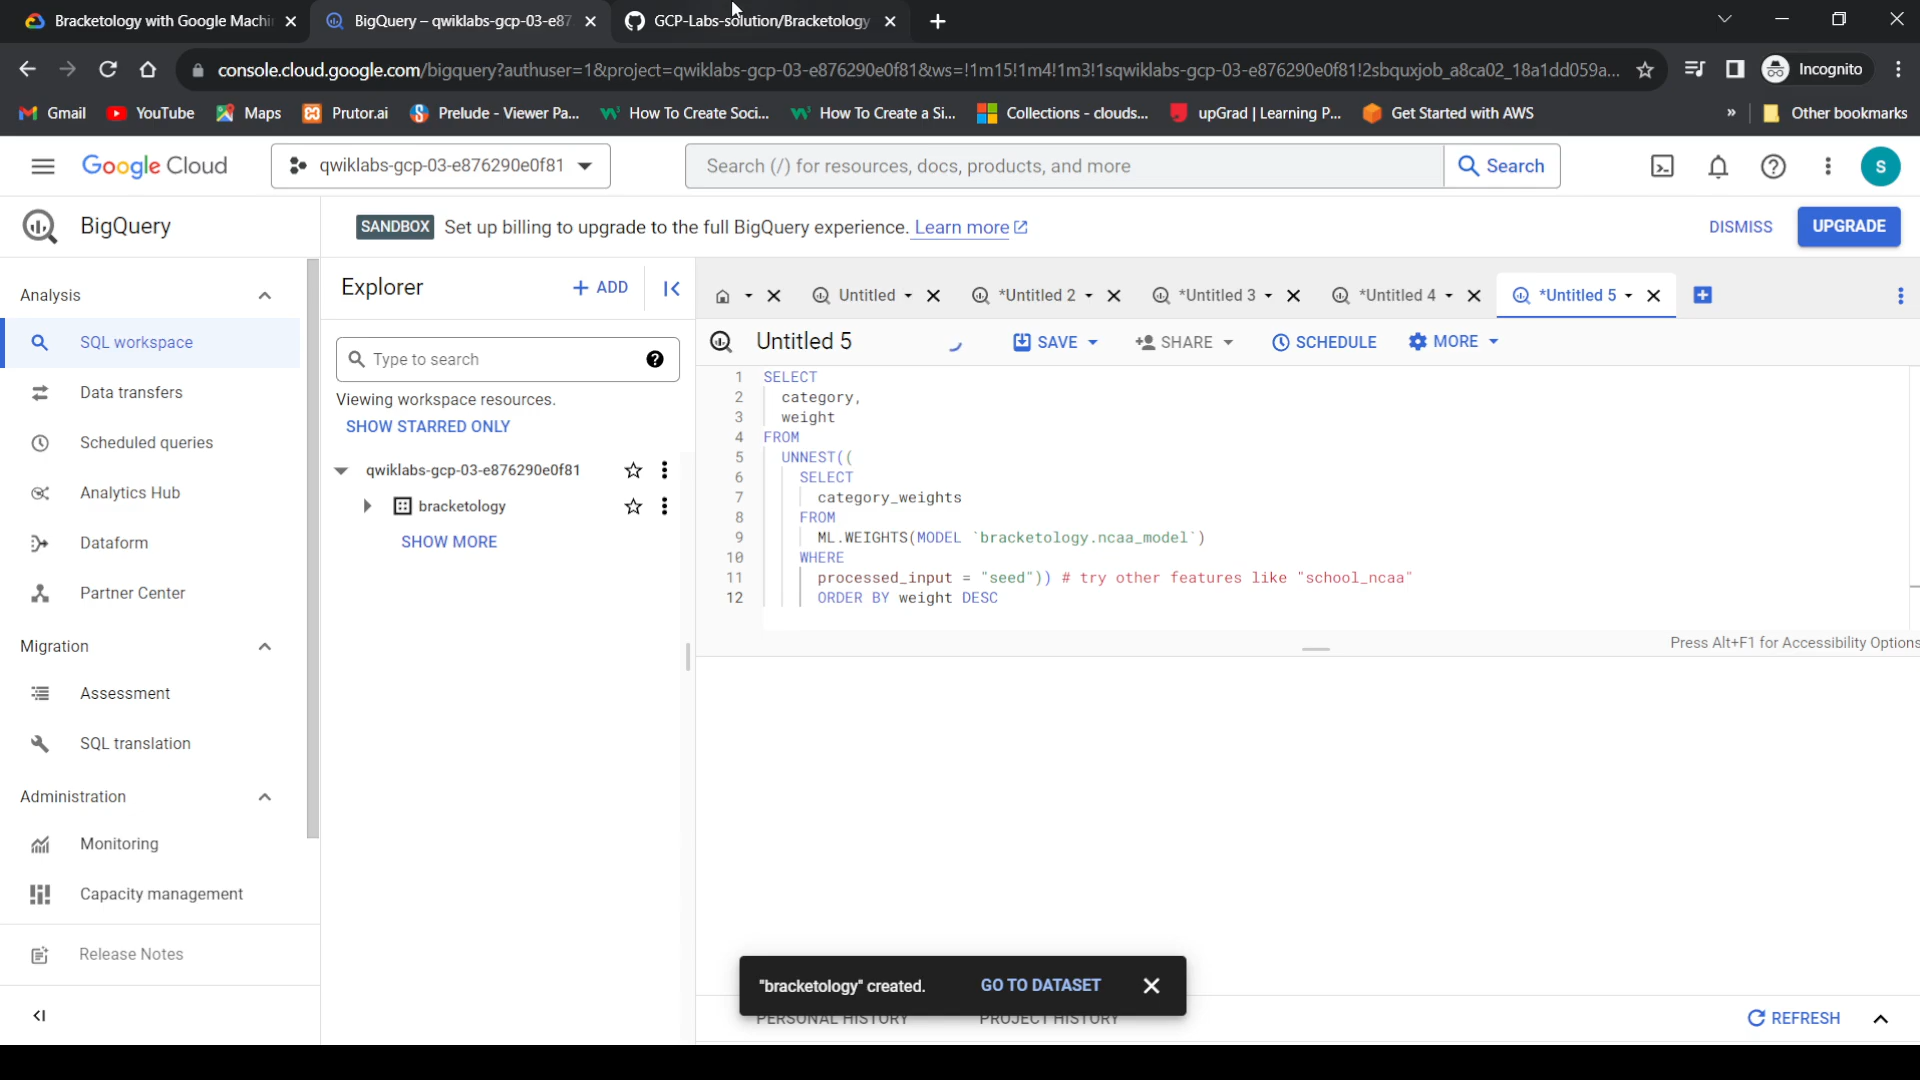 Bracketology with Google Machi
BigQuery – qwiklabs-gcp-03-e87
GCP-Labs-solution/Bracketology
console.cloud.google.com/bigquery?authuser=1&project=qwiklabs-gcp-03-e876290e0f81&ws=!1m15!1m4!1m3!1sqwiklabs-gcp-03-e876290e0f81!2sbquxjob_a8ca02_18a1dd059a...
Incognito
Gmail
YouTube
Maps
Prutor.ai
Prelude - Viewer Pa...
How To Create Soci...
How To Create a Si...
Collections - clouds...
upGrad | Learning P...
Get Started with AWS
»
Other bookmarks
Google Cloud
qwiklabs-gcp-03-e876290e0f81
Search (/) for resources, docs, products, and more
Search
S
BigQuery
SANDBOX Set up billing to upgrade to the full BigQuery experience. Learn more
DISMISS
UPGRADE
Analysis
SQL workspace
Data transfers
Scheduled queries
Analytics Hub
Dataform
Partner Center
Migration
Assessment
SQL translation
Administration
Monitoring
Capacity management
Release Notes
Explorer
+ ADD
Type to search
Viewing workspace resources.
SHOW STARRED ONLY
qwiklabs-gcp-03-e876290e0f81
bracketology
SHOW MORE
Untitled
*Untitled 2
*Untitled 3
*Untitled 4
*Untitled 5
Untitled 5
SAVE
SHARE
SCHEDULE
MORE
1 SELECT
2 category,
3 weight
4 FROM
5 UNNEST((
6 SELECT
7 category_weights
8 FROM
9 ML.WEIGHTS(MODEL `bracketology.ncaa_model`)
10 WHERE
11 processed_input = "seed")) # try other features like "school_ncaa"
12 ORDER BY weight DESC
Press Alt+F1 for Accessibility Options
"bracketology" created.
GO TO DATASET
PERSONAL HISTORY
PROJECT HISTORY
REFRESH